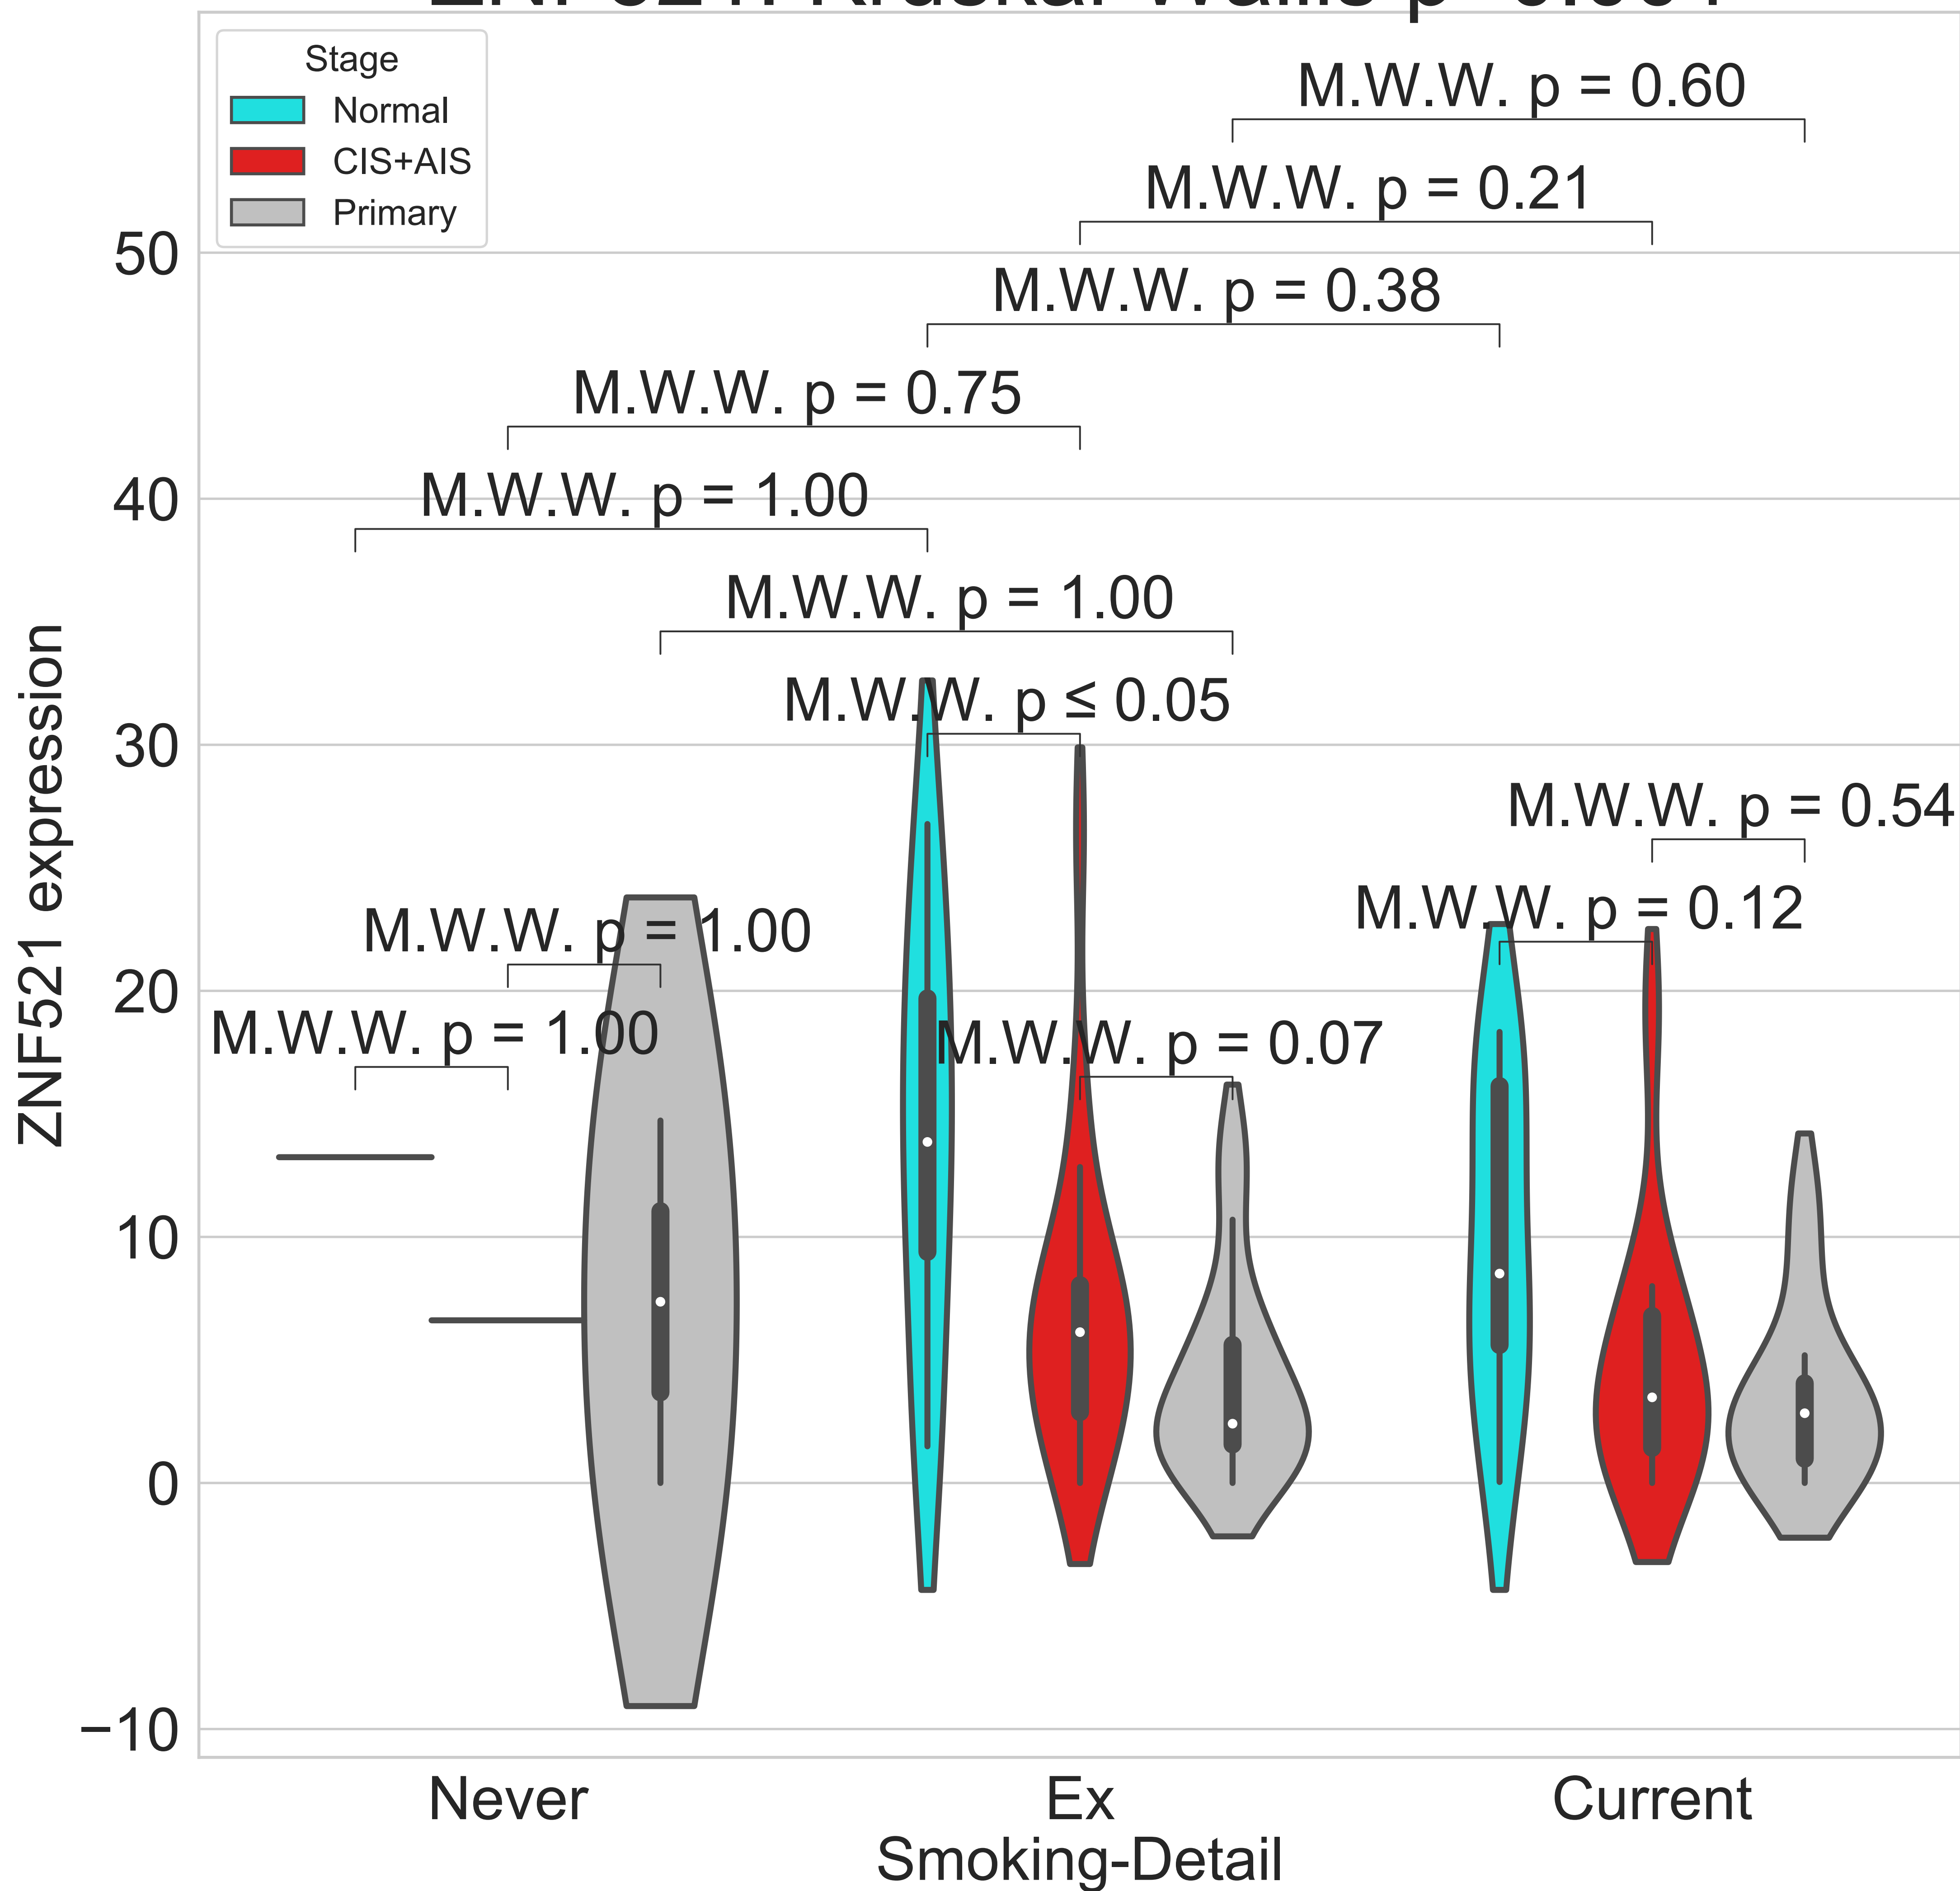 Stage
Normal
CIS+AIS
Primary
M.W.W. p = 0.60
M.W.W. p = 0.21
M.W.W. p = 0.38
M.W.W. p = 0.75
M.W.W. p = 1.00
M.W.W. p = 1.00
M.W.W. p ≤ 0.05
M.W.W. p = 0.54
M.W.W. p = 0.12
M.W.W. p = 1.00
M.W.W. p = 1.00
M.W.W. p = 0.07
50
40
30
20
10
0
−10
ZNF521 expression
Never
Ex
Current
Smoking-Detail